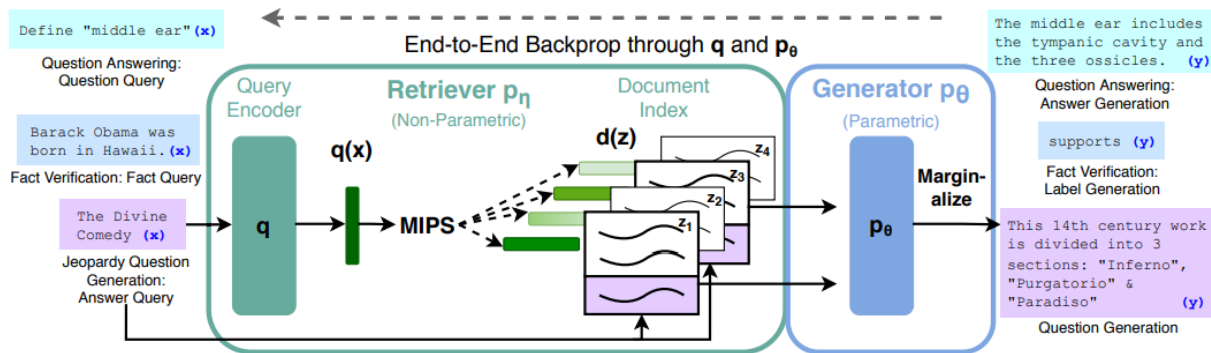 Define "middle ear" (x)
Question Answering:
Question Query
Barack Obama was
born in Hawaii. (x)
Fact Verification: Fact Query
The Divine
Comedy (x)
Jeopardy Question
Generation:
Answer Query
End-to-End Backprop through q and pθ
Query
Encoder
q
q(x)
Retriever pη
(Non-Parametric)
MIPS
Document
Index
d(z)
z4
z3
z2
z1
Generator pθ
(Parametric)
pθ
Margin-
alize
The middle ear includes
the tympanic cavity and
the three ossicles. (y)
Question Answering:
Answer Generation
supports (y)
Fact Verification:
Label Generation
This 14th century work
is divided into 3
sections: "Inferno",
"Purgatorio" &
"Paradiso" (y)
Question Generation